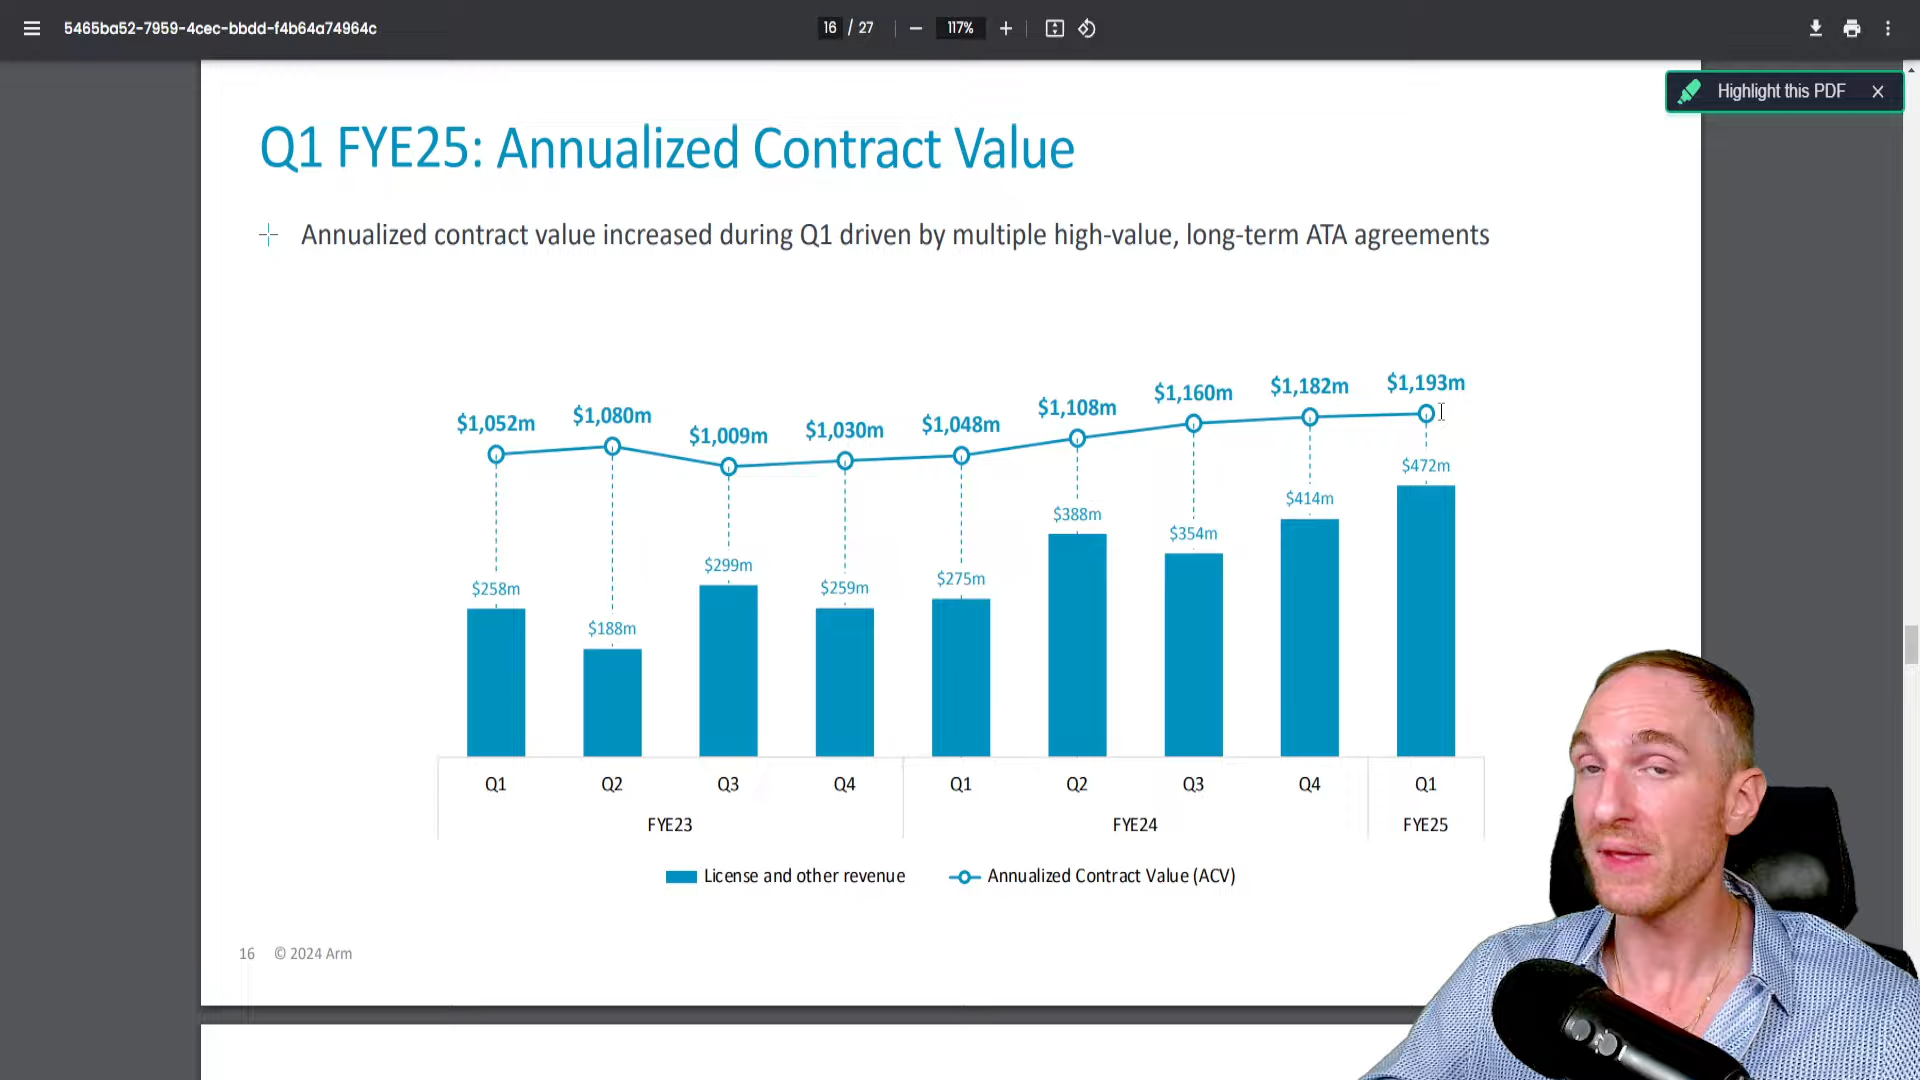 5465ba52-7959-4cec-bbdd-f4b64a74964c
16 / 27
117%
Highlight this PDF
Q1 FYE25: Annualized Contract Value
Annualized contract value increased during Q1 driven by multiple high-value, long-term ATA agreements
$1,052m $1,080m $1,009m $1,030m $1,048m $1,108m $1,160m $1,182m $1,193m
$258m $188m $299m $259m $275m $388m $354m $414m $472m
Q1 Q2 Q3 Q4 Q1 Q2 Q3 Q4 Q1
FYE23 FYE24 FYE25
License and other revenue Annualized Contract Value (ACV)
16 © 2024 Arm